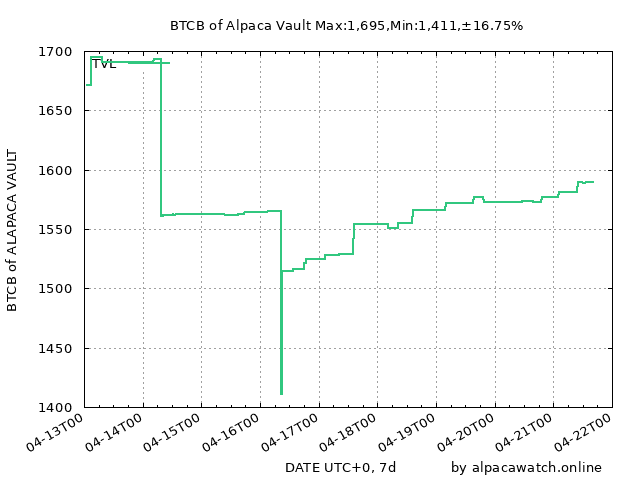 BTCB of Alpaca Vault Max:1,695,Min:1,411,±16.75%
1700
1650
1600
1550
1500
1450
1400
TVL
BTCB of ALAPACA VAULT
04-13T00
04-14T00
04-15T00
04-16T00
04-17T00
04-18T00
04-19T00
04-20T00
04-21T00
04-22T00
DATE UTC+0, 7d
by alpacawatch.online